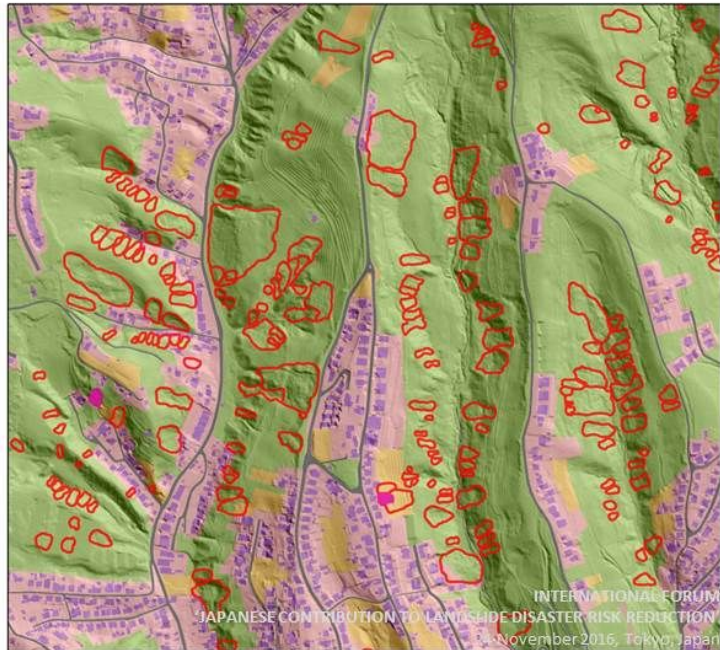 INTERNATIONAL FORUM
"JAPANESE CONTRIBUTION TO LANDSLIDE DISASTER RISK REDUCTION"
November 2016, Tokyo, Japan